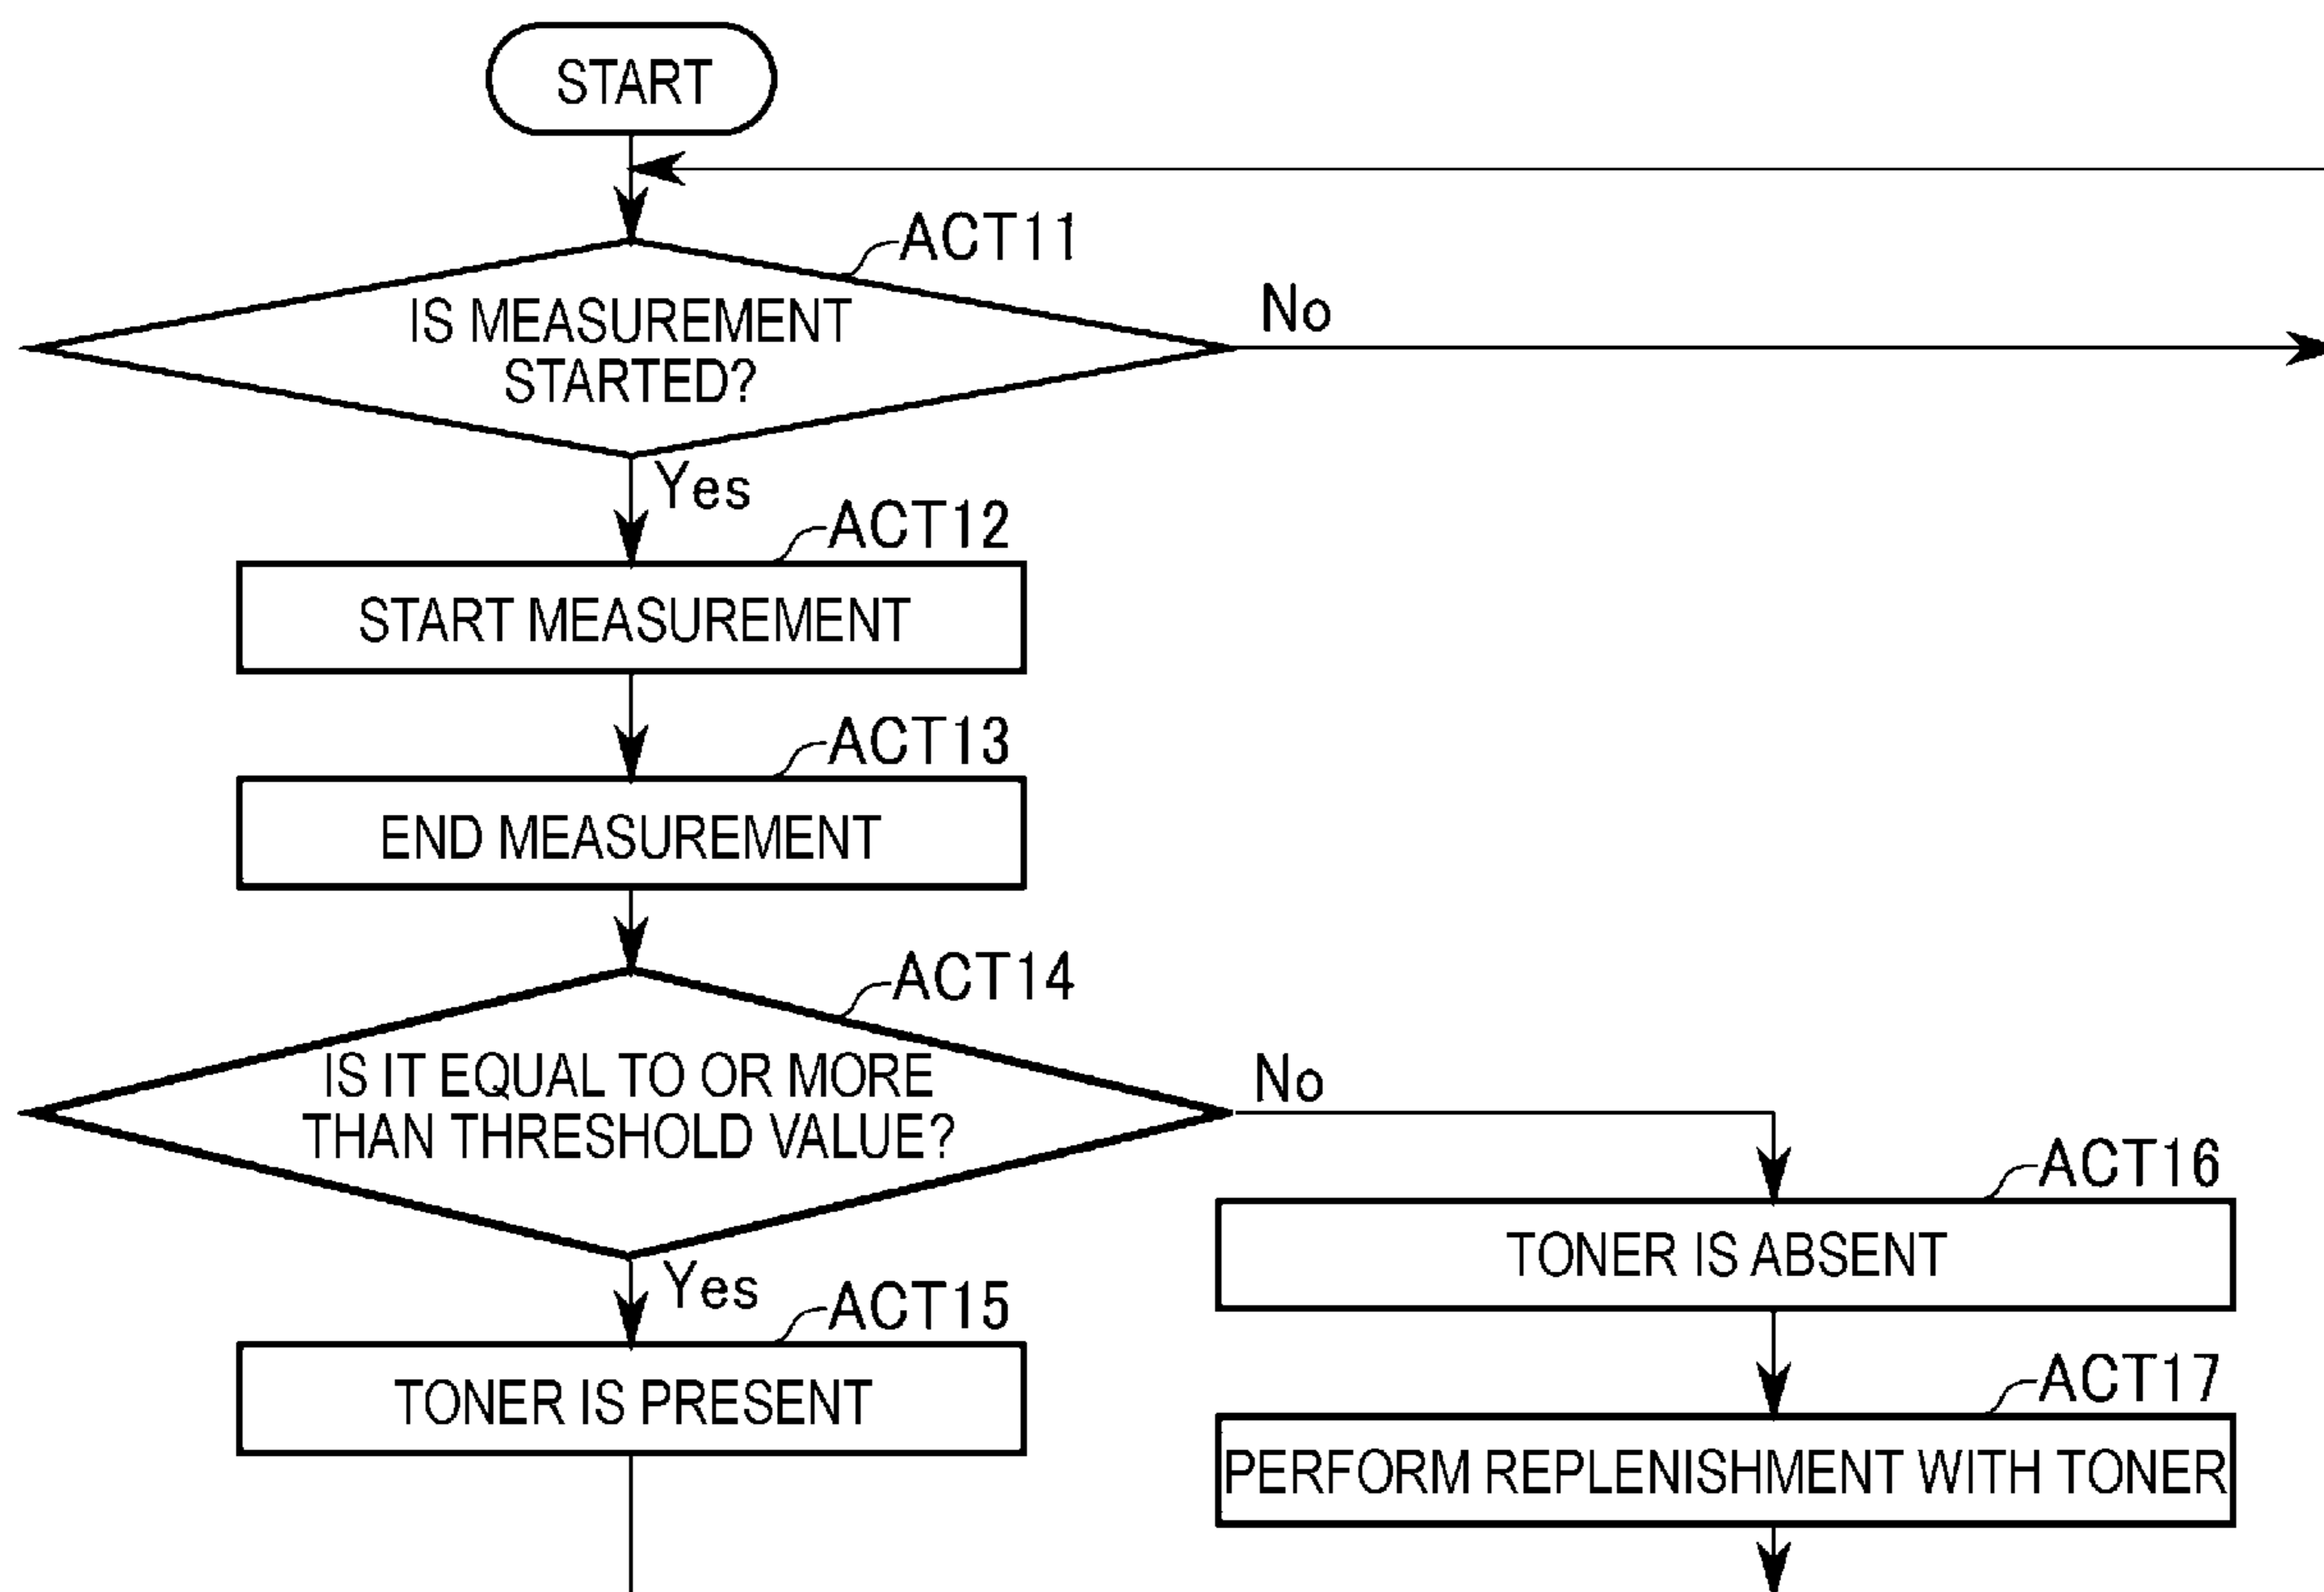 START
ACT11
IS MEASUREMENT
STARTED?
No
Yes
ACT12
START MEASUREMENT
ACT13
END MEASUREMENT
ACT14
IS IT EQUAL TO OR MORE
THAN THRESHOLD VALUE?
No
Yes
ACT16
TONER IS ABSENT
ACT15
TONER IS PRESENT
ACT17
PERFORM REPLENISHMENT WITH TONER